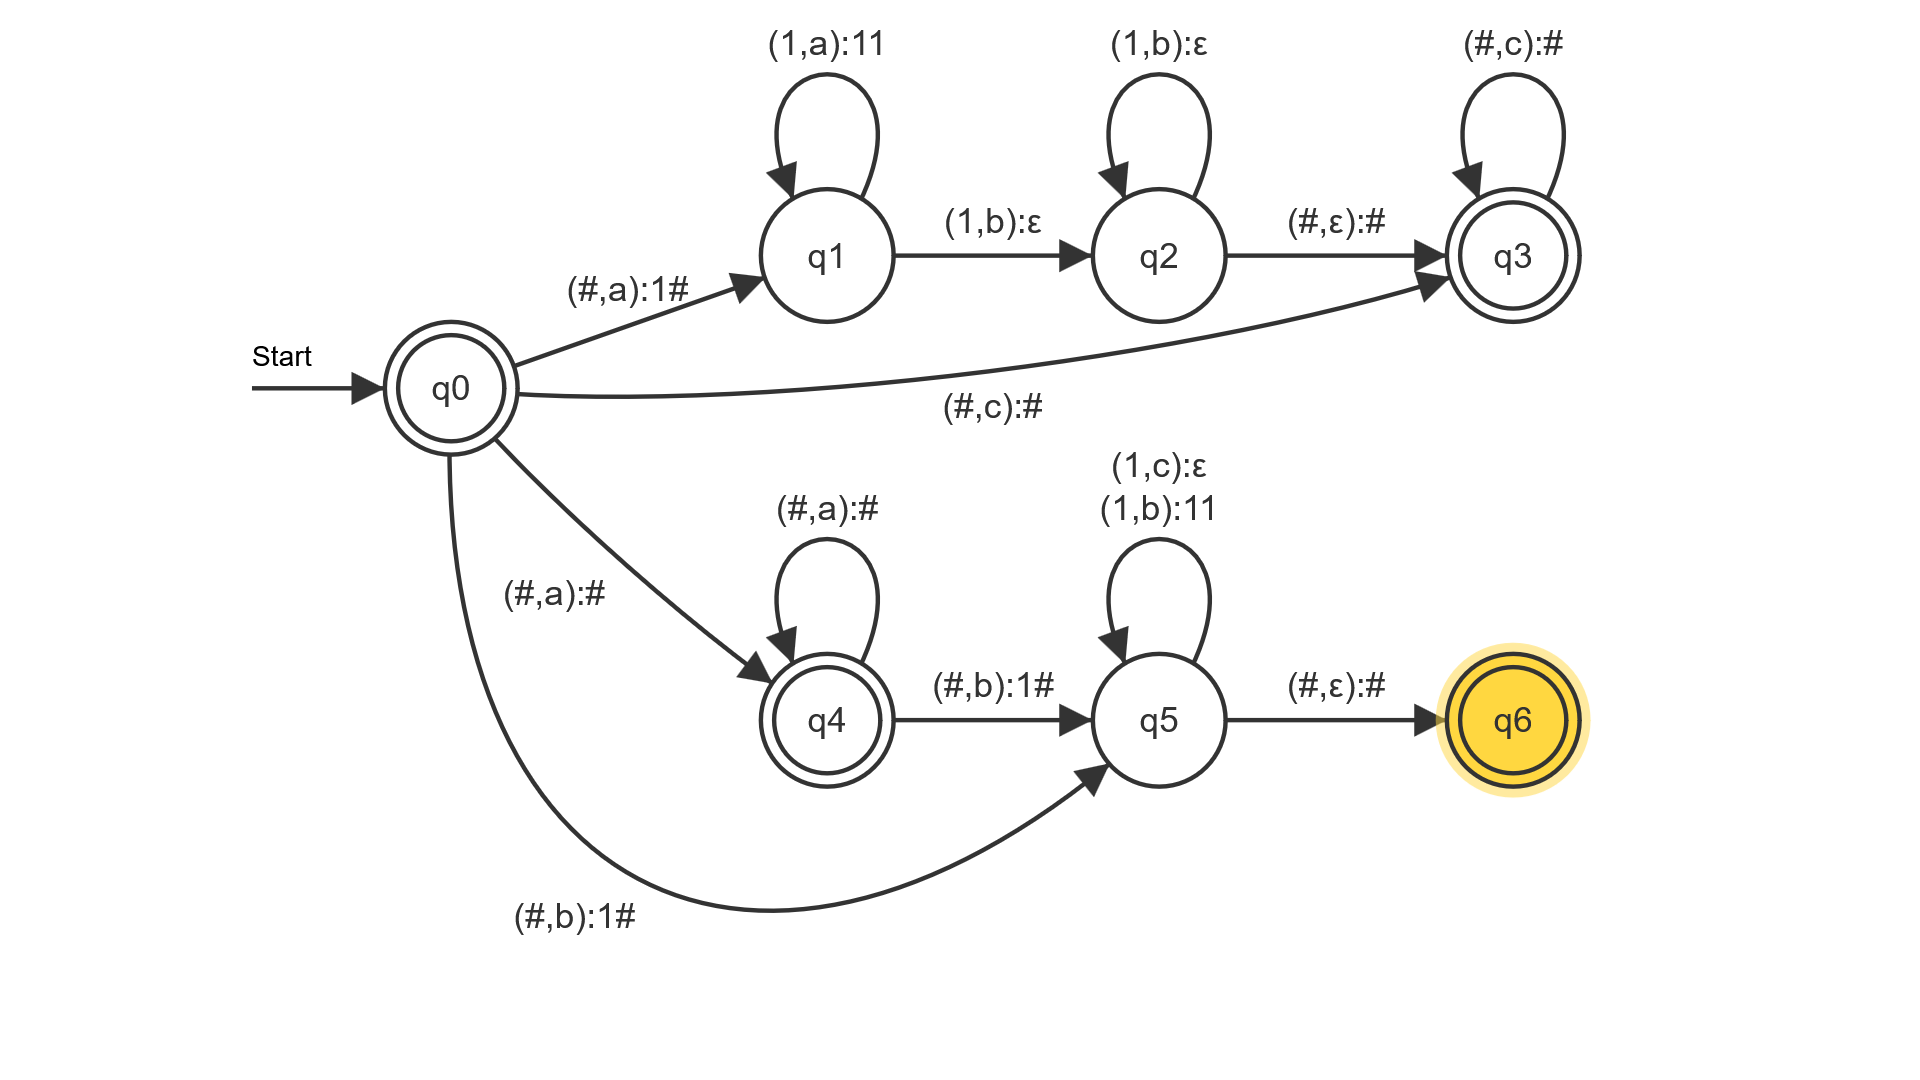 (1,a):11
(1,b):ε
(#,c):#
(1,b):ε
(#,ε):#
q1
q2
q3
(#,a):1#
Start
q0
(#,c):#
(1,c):ε
(#,a):#
(1,b):11
(#,a):#
(#,b):1#
(#,ε):#
q4
q5
q6
(#,b):1#